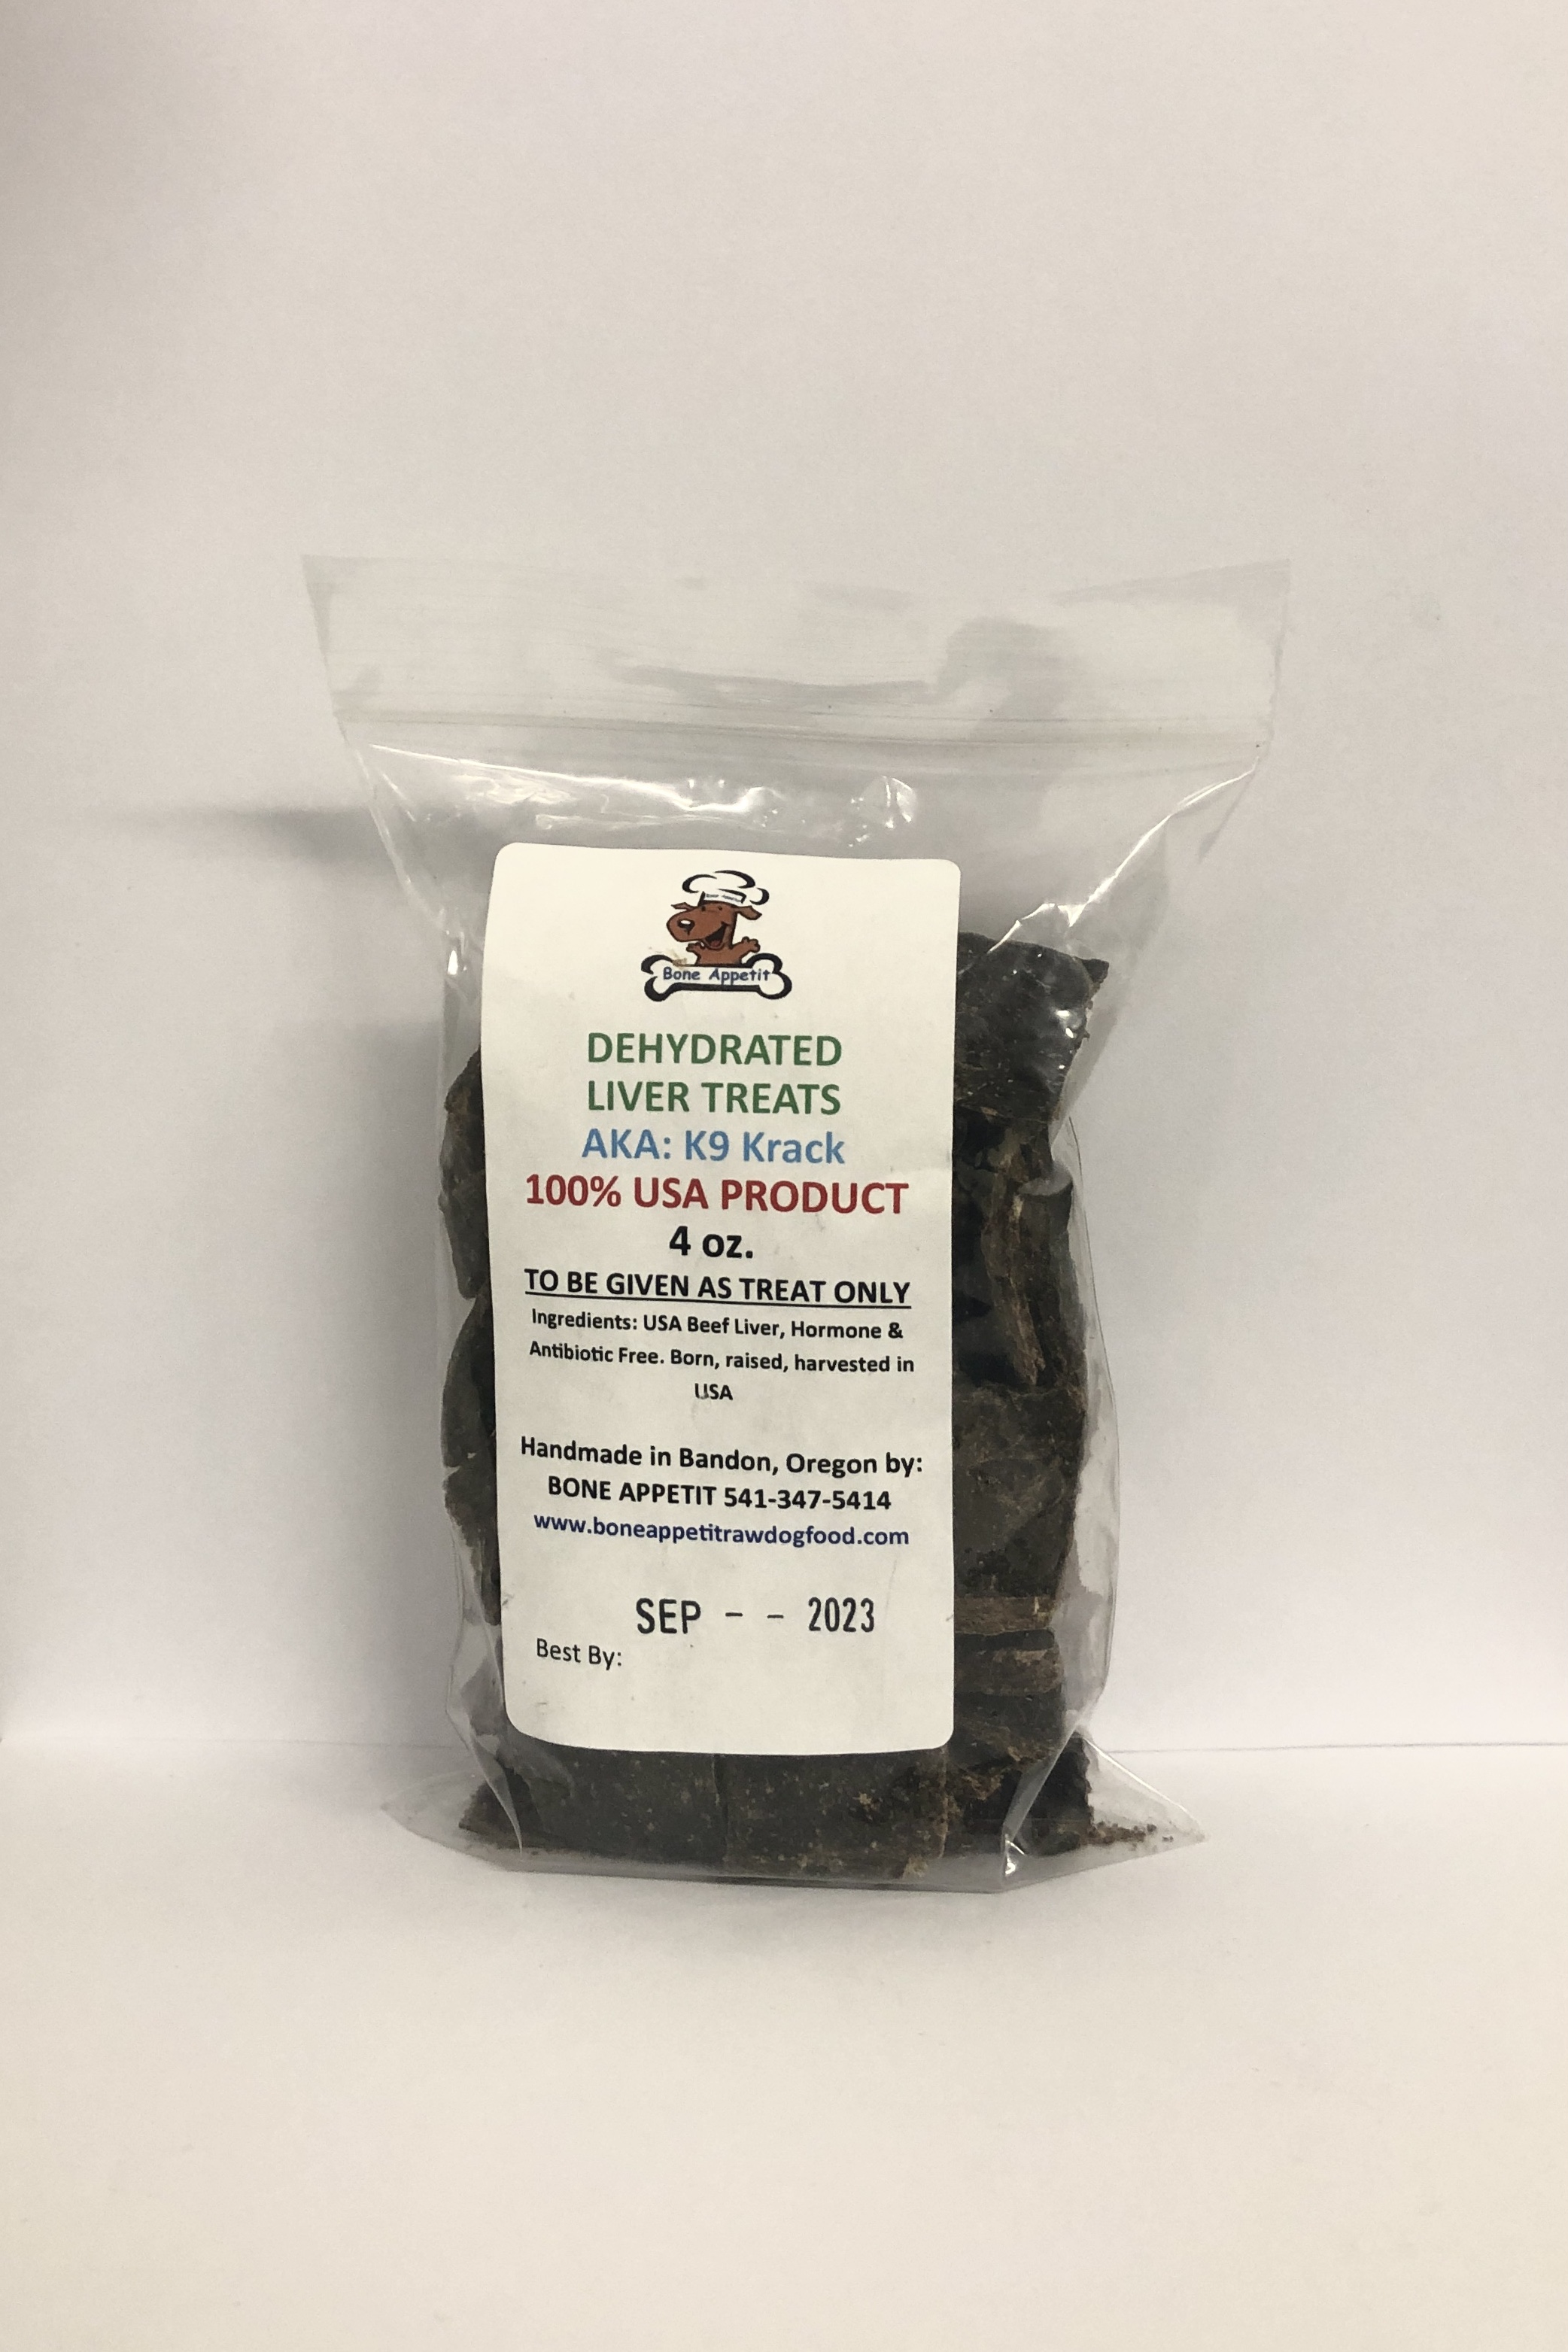 Bone Appetit
DEHYDRATED
LIVER TREATS
AKA: K9 Krack
100% USA PRODUCT
4 oz.
TO BE GIVEN AS TREAT ONLY
Ingredients: USA Beef Liver, Hormone &
Antibiotic Free. Born, raised, harvested in
USA
Handmade in Bandon, Oregon by:
BONE APPETIT 541-347-5414
www.boneappetitrawdogfood.com
SEP - - 2023
Best By: